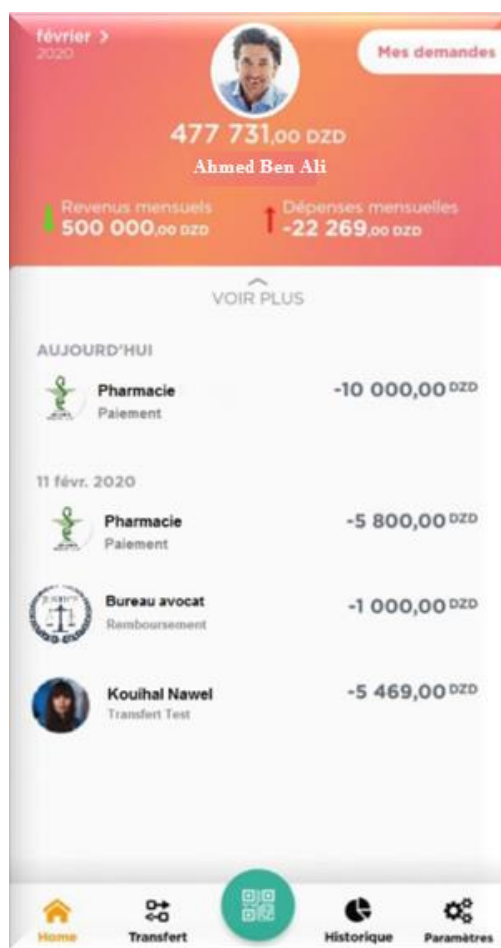 février >
2020
Mes demandes
477 731,00 DZD
Ahmed Ben Ali
Revenus mensuels
500 000,00 DZD
Dépenses mensuelles
-22 269,00 DZD
VOIR PLUS
AUJOURD'HUI
Pharmacie
-10 000,00 DZD
Paiement
11 févr. 2020
Pharmacie
-5 800,00 DZD
Paiement
Bureau avocat
-1 000,00 DZD
Remboursement
Kouihal Nawel
-5 469,00 DZD
Transfert Test
Home
Transfert
Historique
Paramètres